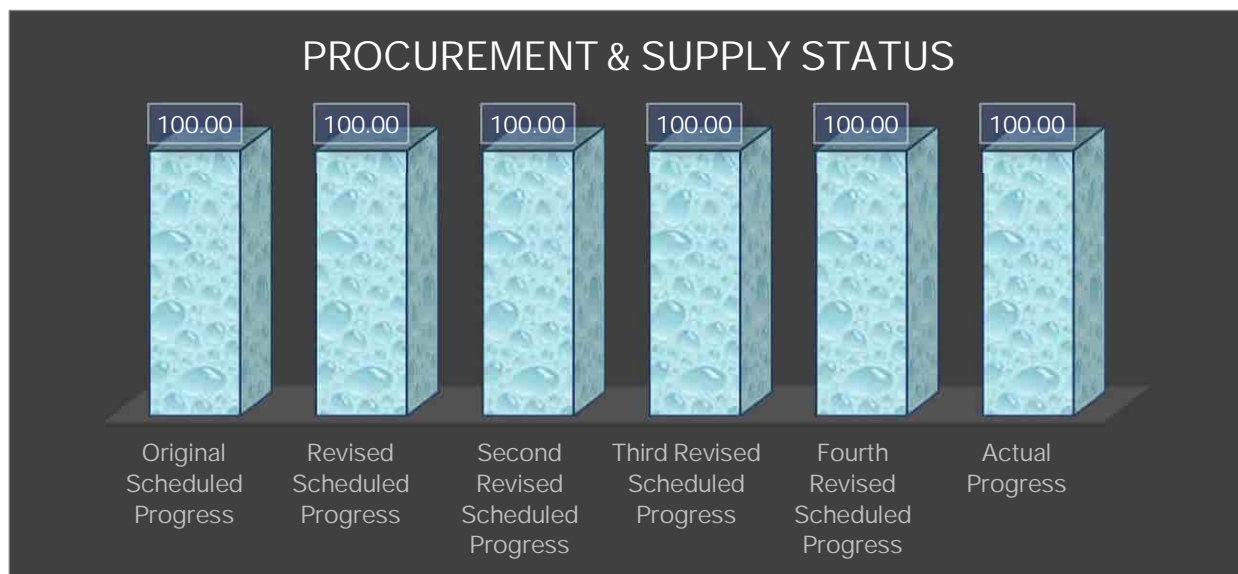 PROCUREMENT & SUPPLY STATUS
100.00 100.00 100.00 100.00 100.00 100.00
Original
Scheduled
Progress
Revised
Scheduled
Progress
Second
Revised
Scheduled
Progress
Third Revised
Scheduled
Progress
Fourth
Revised
Scheduled
Progress
Actual
Progress